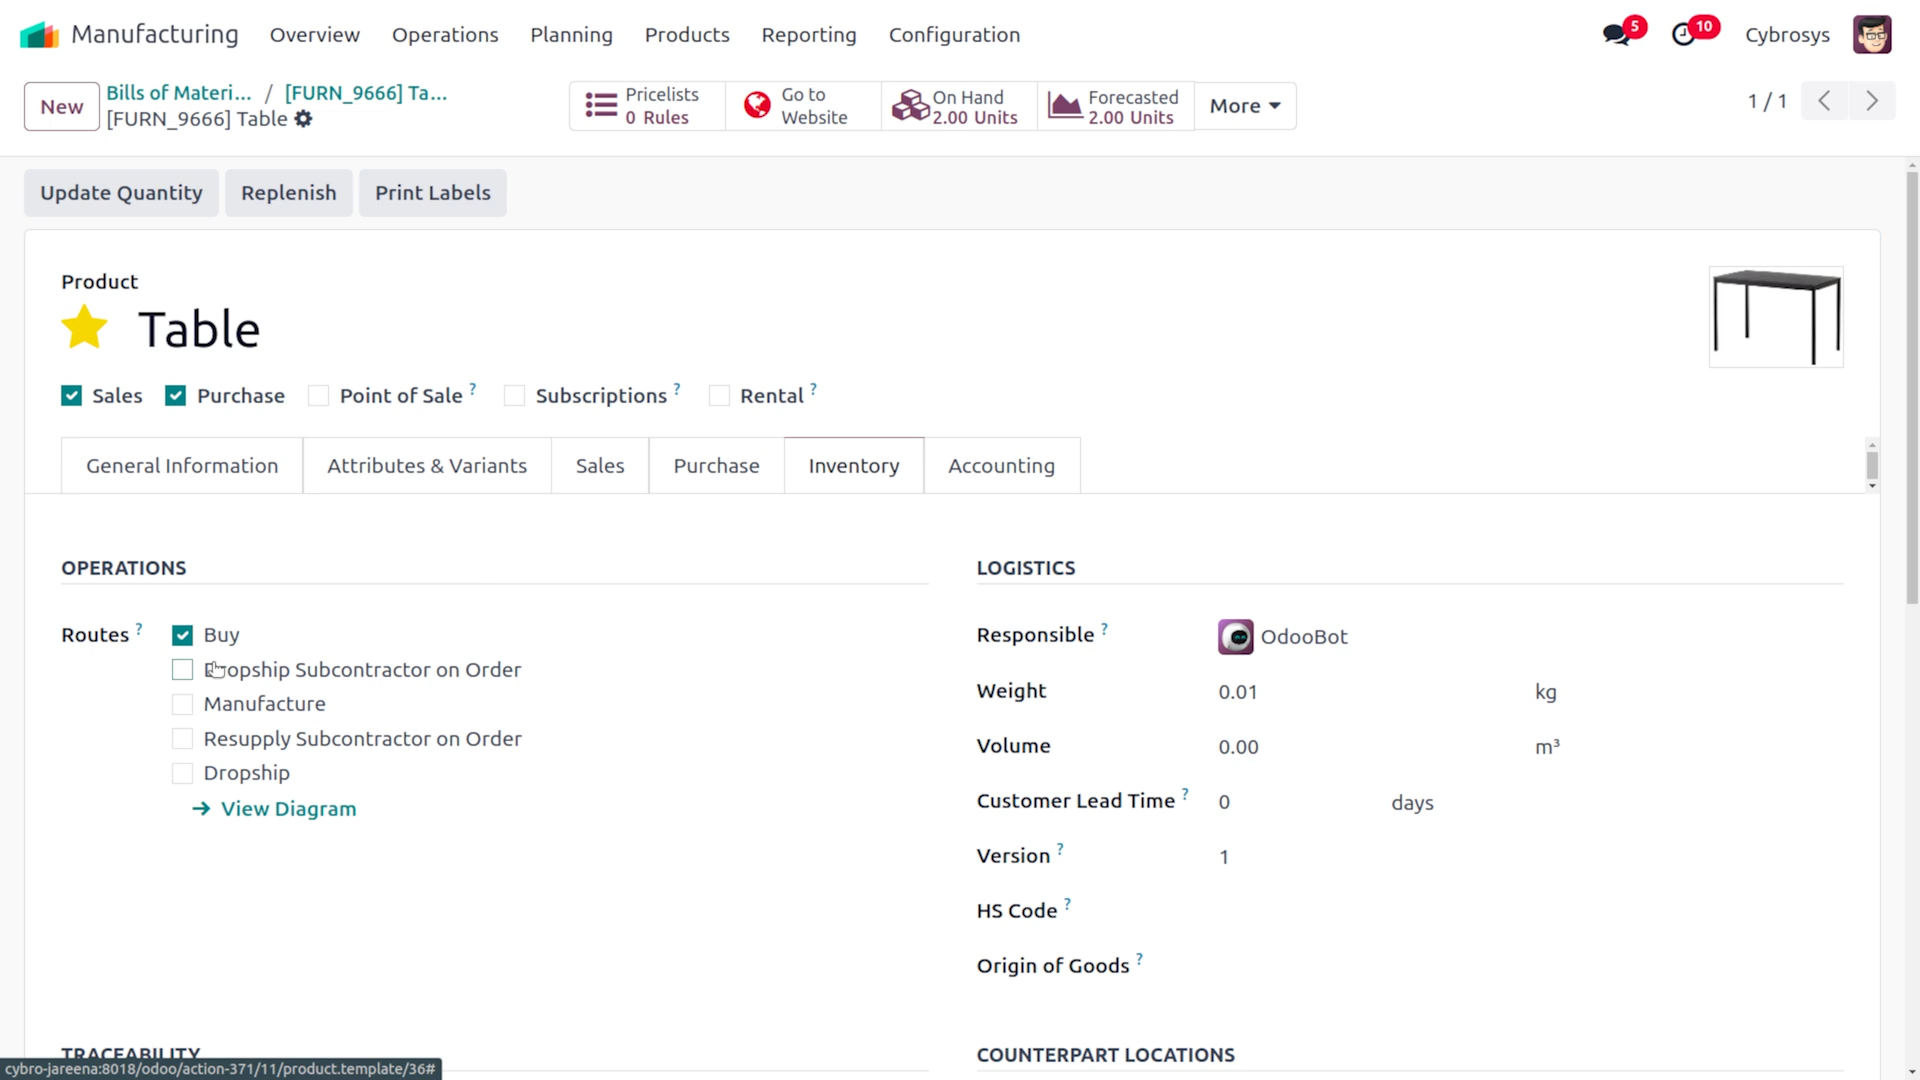 Manufacturing Overview Operations Planning Products Reporting Configuration 5 10 Cybrosys
New Bills of Materi... / [FURN_9666] Ta...
[FURN_9666] Table
Pricelists
0 Rules
Go to
Website
On Hand
2.00 Units
Forecasted
2.00 Units
More
1 / 1
Update Quantity Replenish Print Labels
Product
Table
Sales Purchase Point of Sale ? Subscriptions ? Rental ?
General Information Attributes & Variants Sales Purchase Inventory Accounting
OPERATIONS
Routes ? Buy
Dropship Subcontractor on Order
Manufacture
Resupply Subcontractor on Order
Dropship
→ View Diagram
LOGISTICS
Responsible ? OdooBot
Weight 0.01 kg
Volume 0.00 m³
Customer Lead Time ? 0 days
Version ? 1
HS Code ?
Origin of Goods ?
TRACEABILITY
COUNTERPART LOCATIONS
cybro-jareena:8018/odoo/action-371/11/product.template/36#